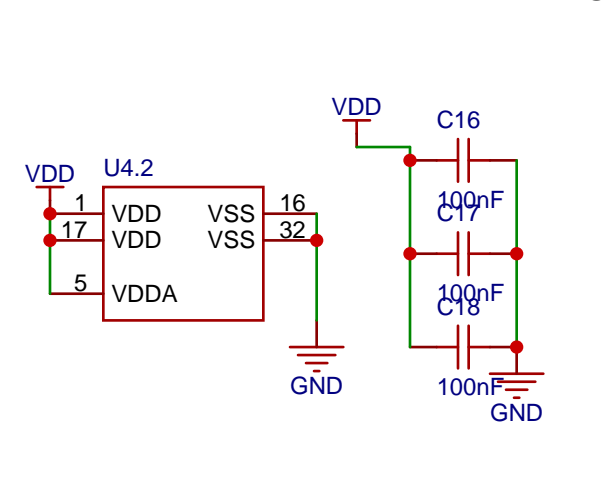 VDD
U4.2
1
VDD
VSS
16
17
VDD
VSS
32
5
VDDA
GND
VDD
C16
100nF
C17
100nF
C18
100nF
GND